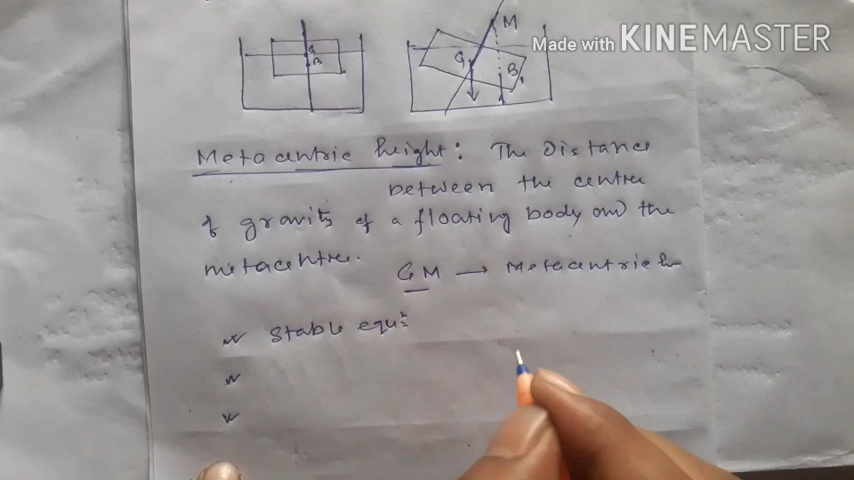 M
Made with KINEMASTER
G
B
G
B
Metacentric height: The Distance
between the centre
of gravity of a floating body and the
metacentre.
GM → Metacentric h
Stable equi